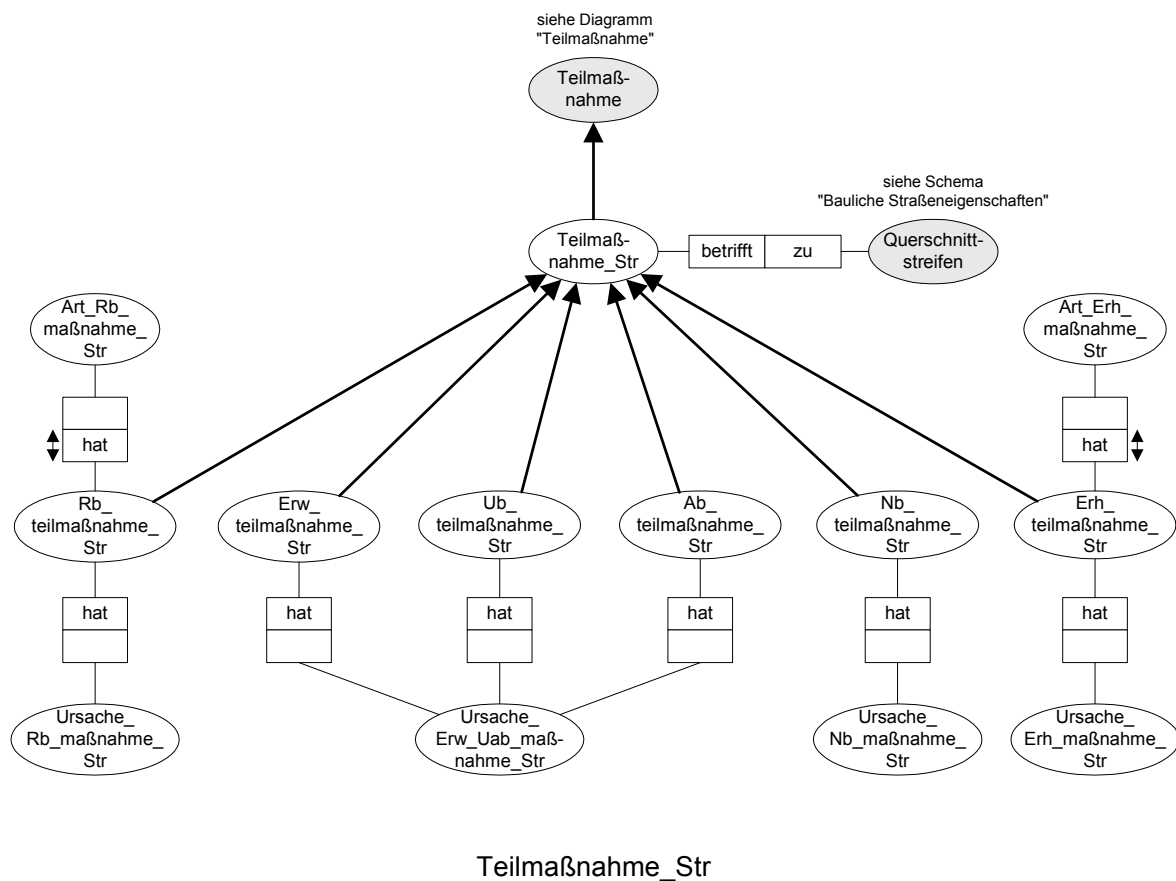 siehe Diagramm
"Teilmaßnahme"
Teilmaß-
nahme
siehe Schema
"Bauliche Straßeneigenschaften"
Teilmaß-
nahme_Str
betrifft
zu
Querschnitt-
streifen
Art_Rb_
maßnahme_
Str
Art_Erh_
maßnahme_
Str
hat
hat
Rb_
teilmaßnahme_
Str
Erw_
teilmaßnahme_
Str
Ub_
teilmaßnahme_
Str
Ab_
teilmaßnahme_
Str
Nb_
teilmaßnahme_
Str
Erh_
teilmaßnahme_
Str
hat
hat
hat
hat
hat
hat
Ursache_
Rb_maßnahme_
Str
Ursache_
Erw_Uab_maß-
nahme_Str
Ursache_
Nb_maßnahme_
Str
Ursache_
Erh_maßnahme_
Str
Teilmaßnahme_Str